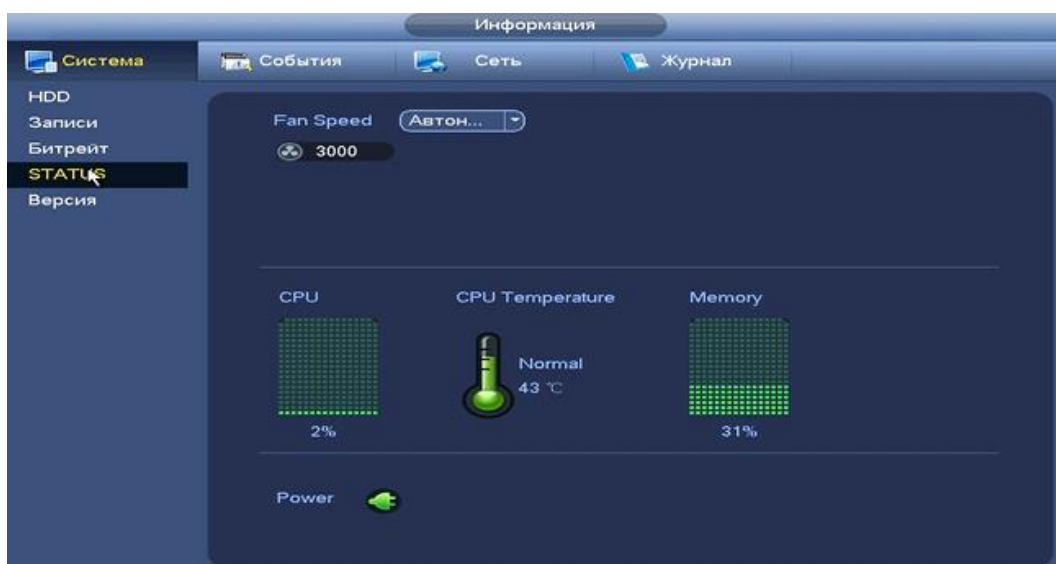 Информация
Система События Сеть Журнал
HDD
Записи
Битрейт
STATUS
Версия
Fan Speed Автон...
3000
CPU CPU Temperature Memory
Normal
43 °C
2% 31%
Power